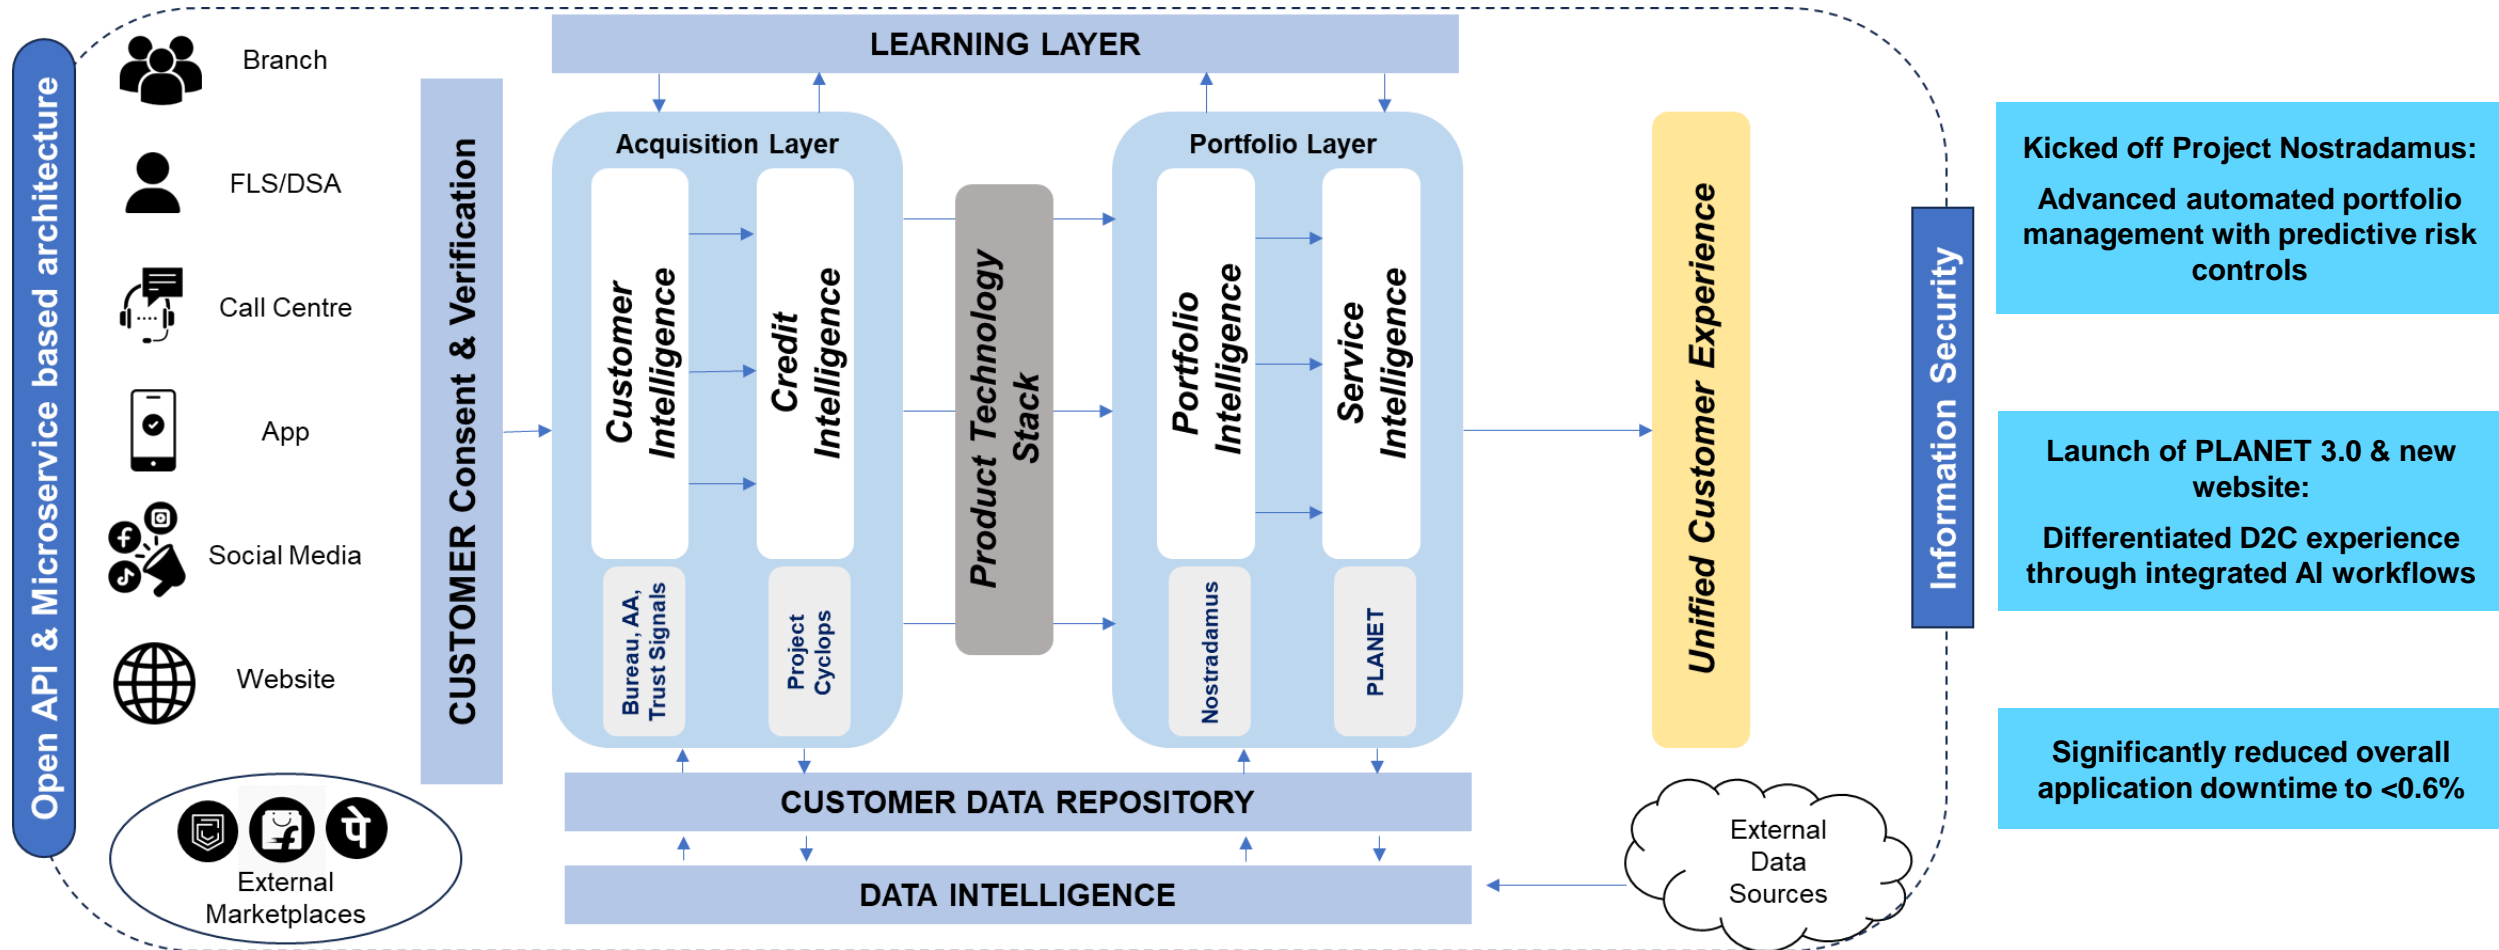 Open API & Microservice based architecture
Branch
FLS/DSA
Call Centre
App
Social Media
Website
External
Marketplaces
पे
CUSTOMER Consent & Verification
LEARNING LAYER
Acquisition Layer
Customer
Intelligence
Credit
Intelligence
Bureau, AA,
Trust Signals
Project
Cyclops
Product Technology
Stack
Portfolio Layer
Portfolio
Intelligence
Service
Intelligence
Nostradamus
PLANET
CUSTOMER DATA REPOSITORY
DATA INTELLIGENCE
Unified Customer Experience
External
Data
Sources
Information Security
Kicked off Project Nostradamus:
Advanced automated portfolio
management with predictive risk
controls
Launch of PLANET 3.0 & new
website:
Differentiated D2C experience
through integrated AI workflows
Significantly reduced overall
application downtime to <0.6%